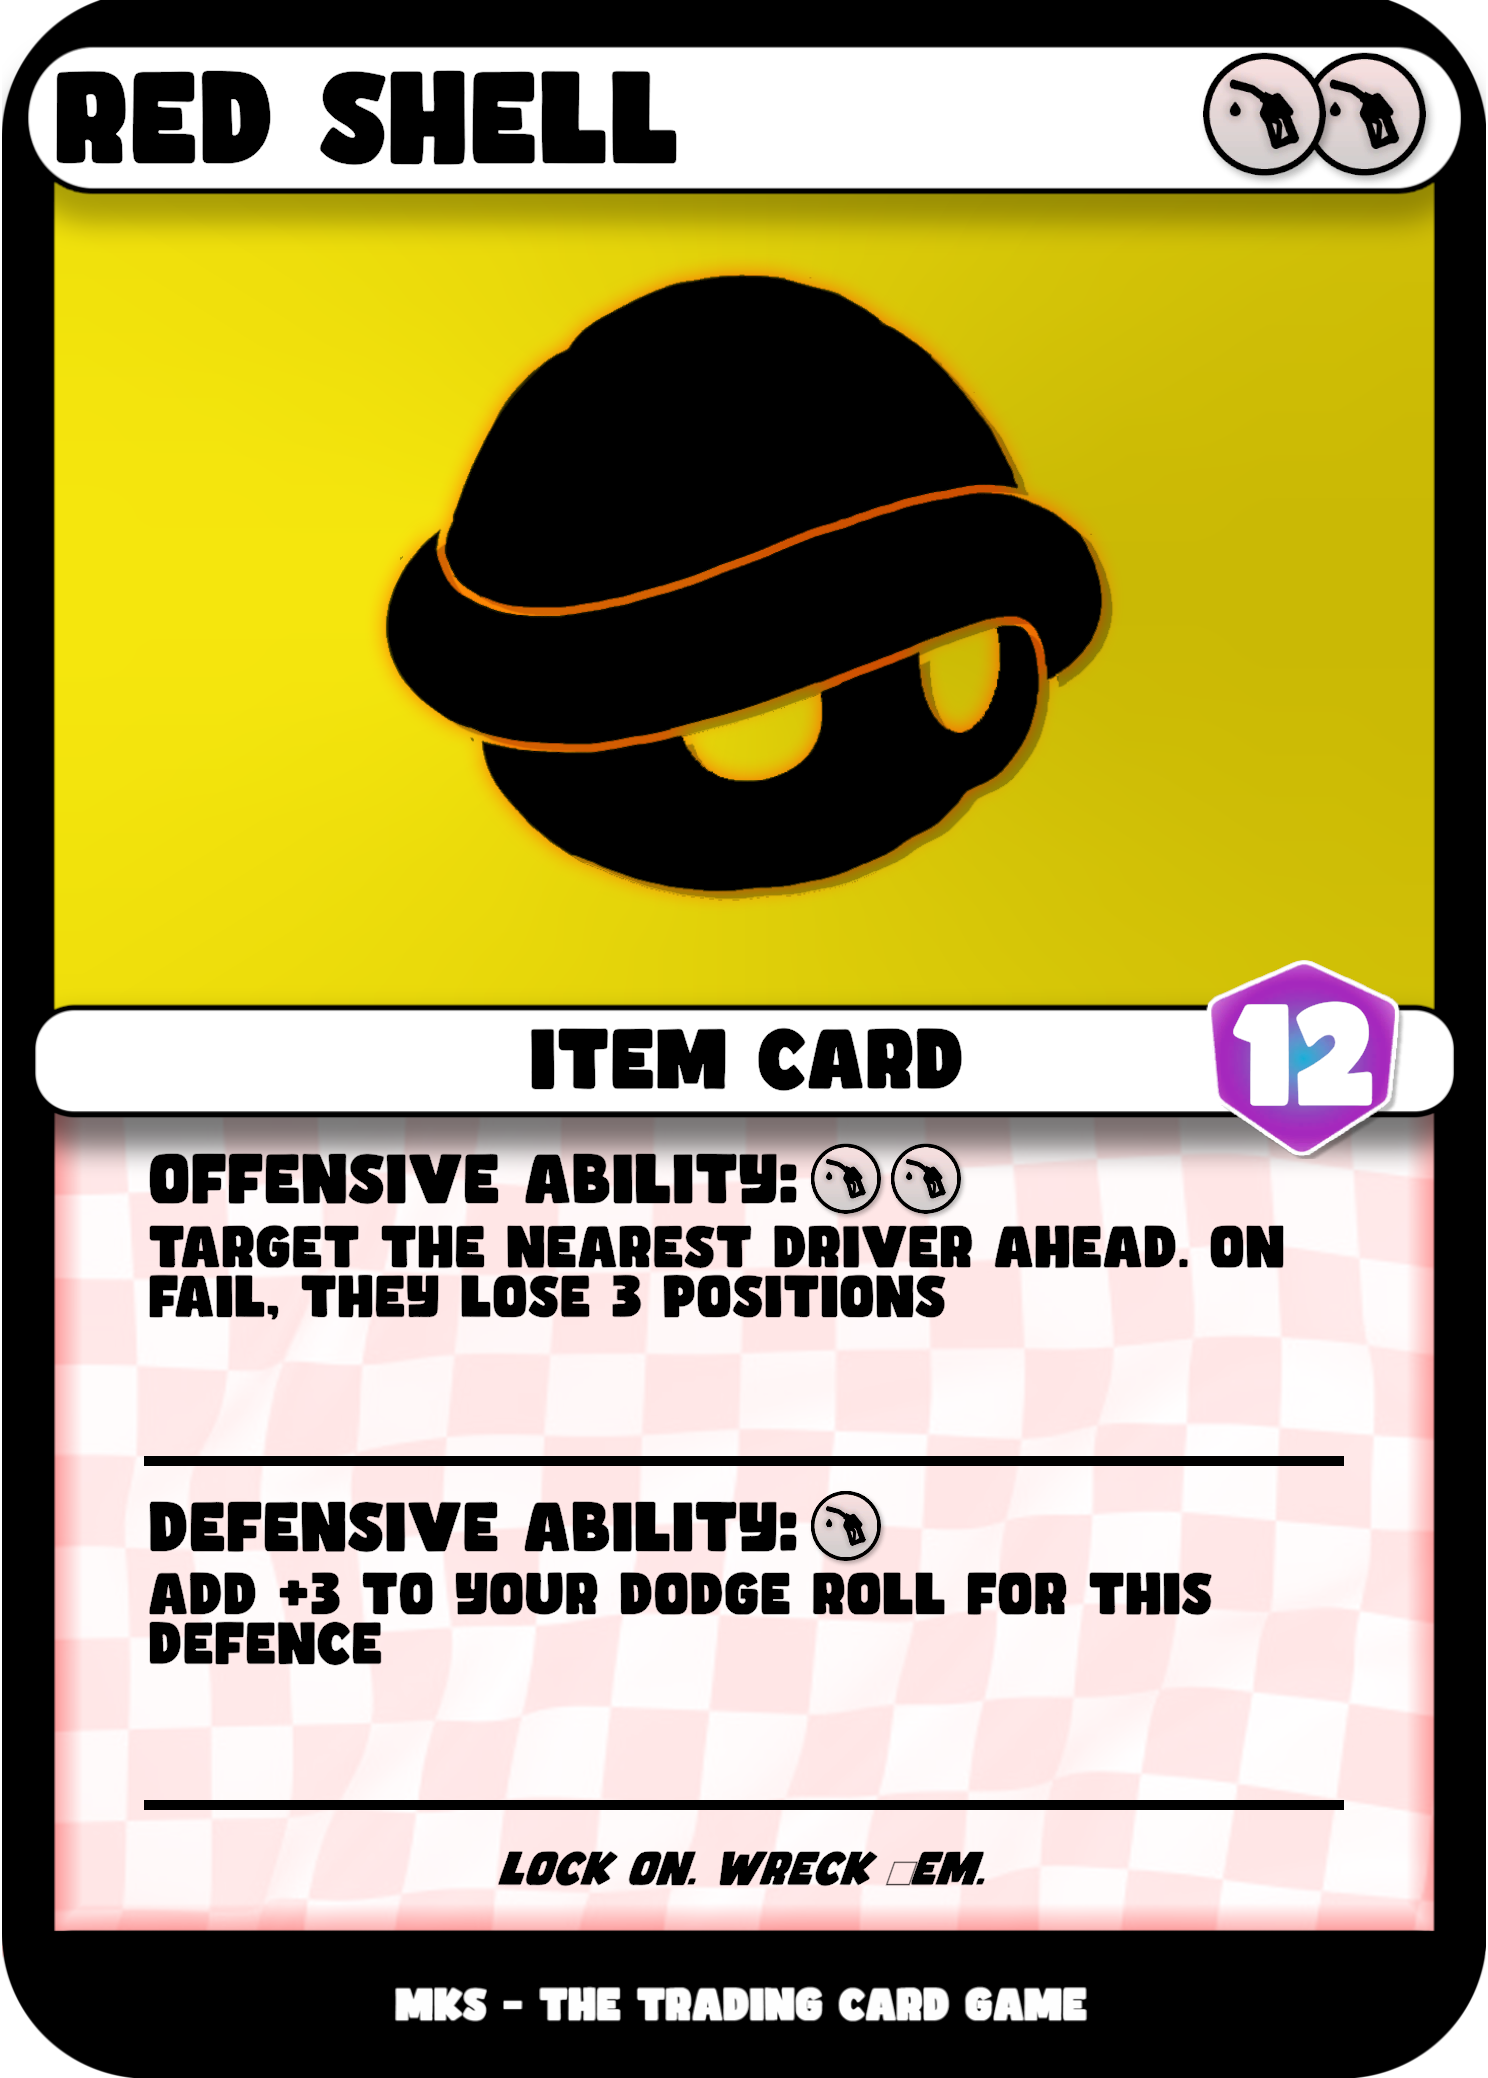 RED SHELL
ITEM CARD
12
OFFENSIVE ABILITY:
TARGET THE NEAREST DRIVER AHEAD. ON
FAIL, THEY LOSE 3 POSITIONS
DEFENSIVE ABILITY:
ADD +3 TO YOUR DODGE ROLL FOR THIS
DEFENCE
LOCK ON. WRECK □EM.
MKS - THE TRADING CARD GAME